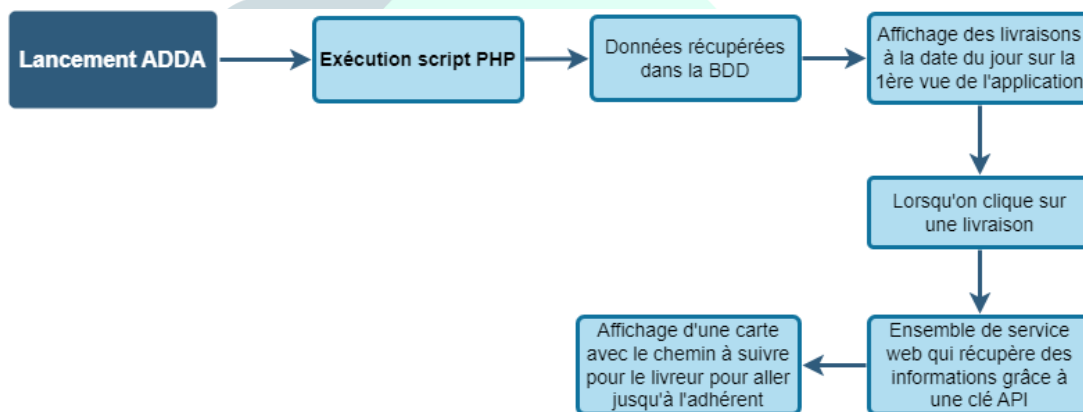 Lancement ADDA
Exécution script PHP
Données récupérées
dans la BDD
Affichage des livraisons
à la date du jour sur la
1ère vue de l'application
Lorsqu'on clique sur
une livraison
Ensemble de service
web qui récupère des
informations grâce à
une clé API
Affichage d'une carte
avec le chemin à suivre
pour le livreur pour aller
jusqu'à l'adhérent